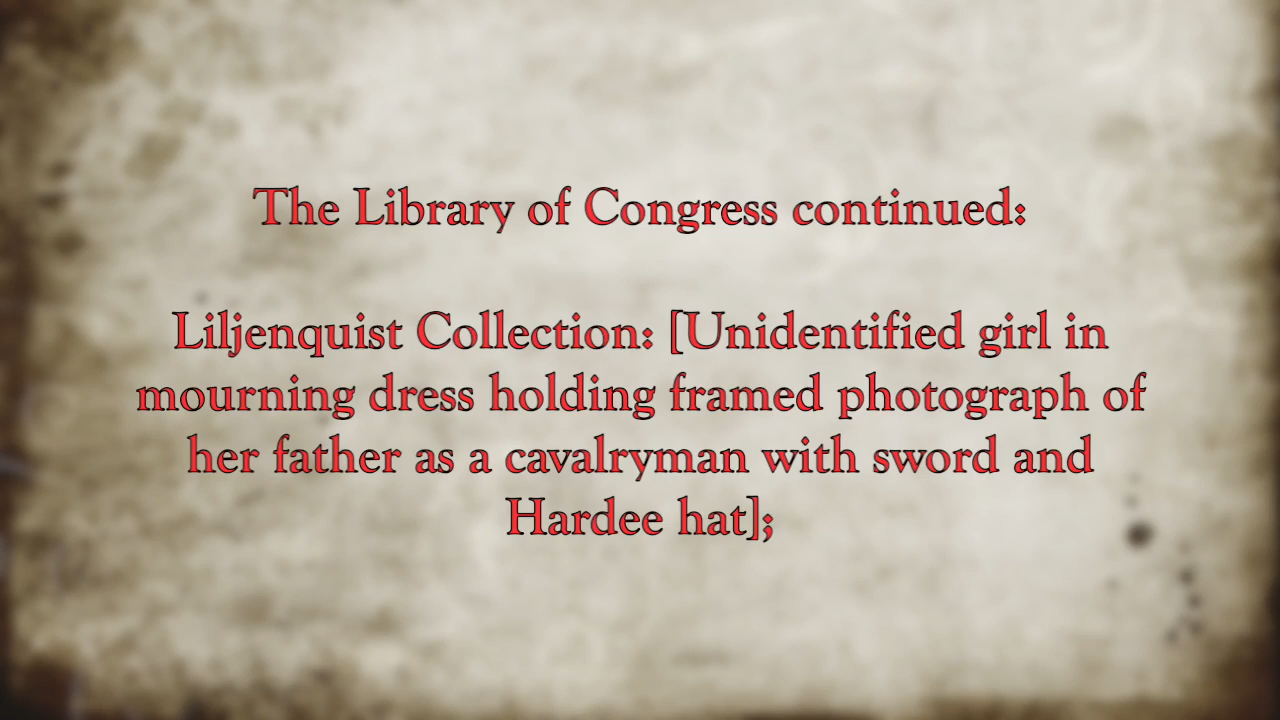 The Library of Congress continued:
Liljenquist Collection: [Unidentified girl in
mourning dress holding framed photograph of
her father as a cavalryman with sword and
Hardee hat];